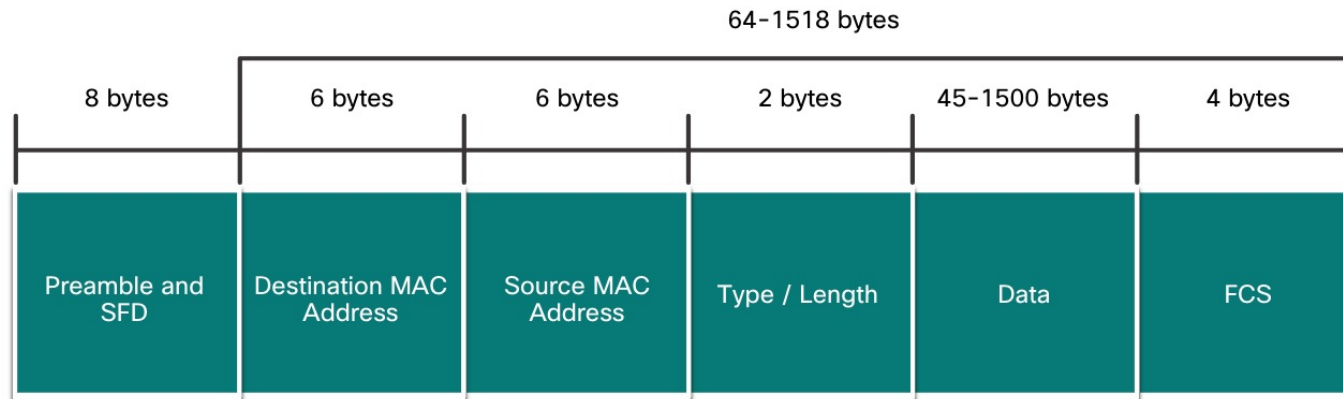 64-1518 bytes
8 bytes
6 bytes
6 bytes
2 bytes
45-1500 bytes
4 bytes
Preamble and
SFD
Destination MAC
Address
Source MAC
Address
Type / Length
Data
FCS